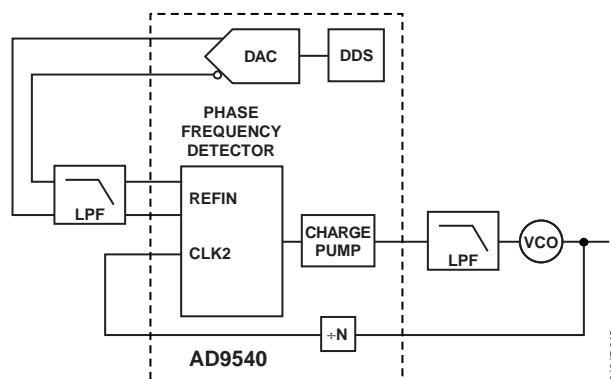 DAC
DDS
PHASE
FREQUENCY
DETECTOR
REFIN
LPF
CLK2
CHARGE
PUMP
LPF
VCO
÷N
AD9540